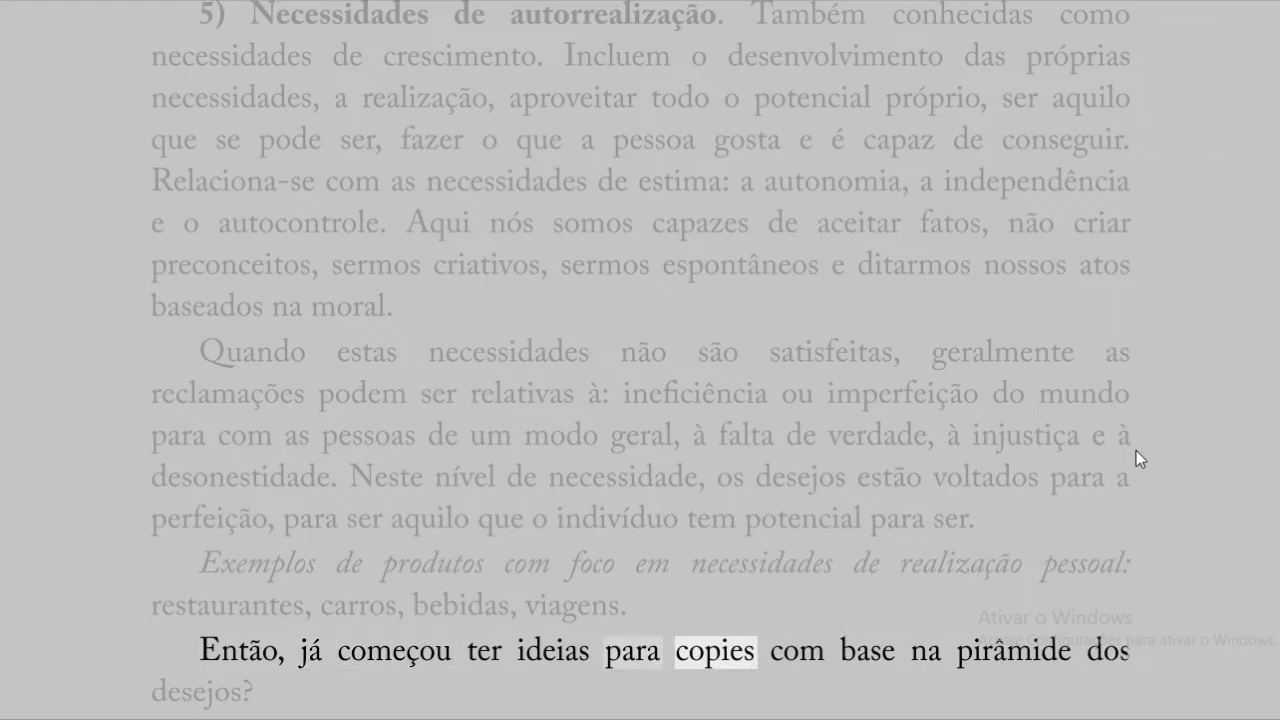 5) Necessidades de autorrealização. Também conhecidas como
necessidades de crescimento. Incluem o desenvolvimento das próprias
necessidades, a realização, aproveitar todo o potencial próprio, ser aquilo
que se pode ser, fazer o que a pessoa gosta e é capaz de conseguir.
Relaciona-se com as necessidades de estima: a autonomia, a independência
e o autocontrole. Aqui nós somos capazes de aceitar fatos, não criar
preconceitos, sermos criativos, sermos espontâneos e ditarmos nossos atos
baseados na moral.
Quando estas necessidades não são satisfeitas, geralmente as
reclamações podem ser relativas à: ineficiência ou imperfeição do mundo
para com as pessoas de um modo geral, à falta de verdade, à injustiça e à
desonestidade. Neste nível de necessidade, os desejos estão voltados para a
perfeição, para ser aquilo que o indivíduo tem potencial para ser.
Exemplos de produtos com foco em necessidades de realização pessoal:
restaurantes, carros, bebidas, viagens.
Ativar o Windows
Acesse Configurações para ativar o Windows.
Então, já começou ter ideias para copies com base na pirâmide dos
desejos?